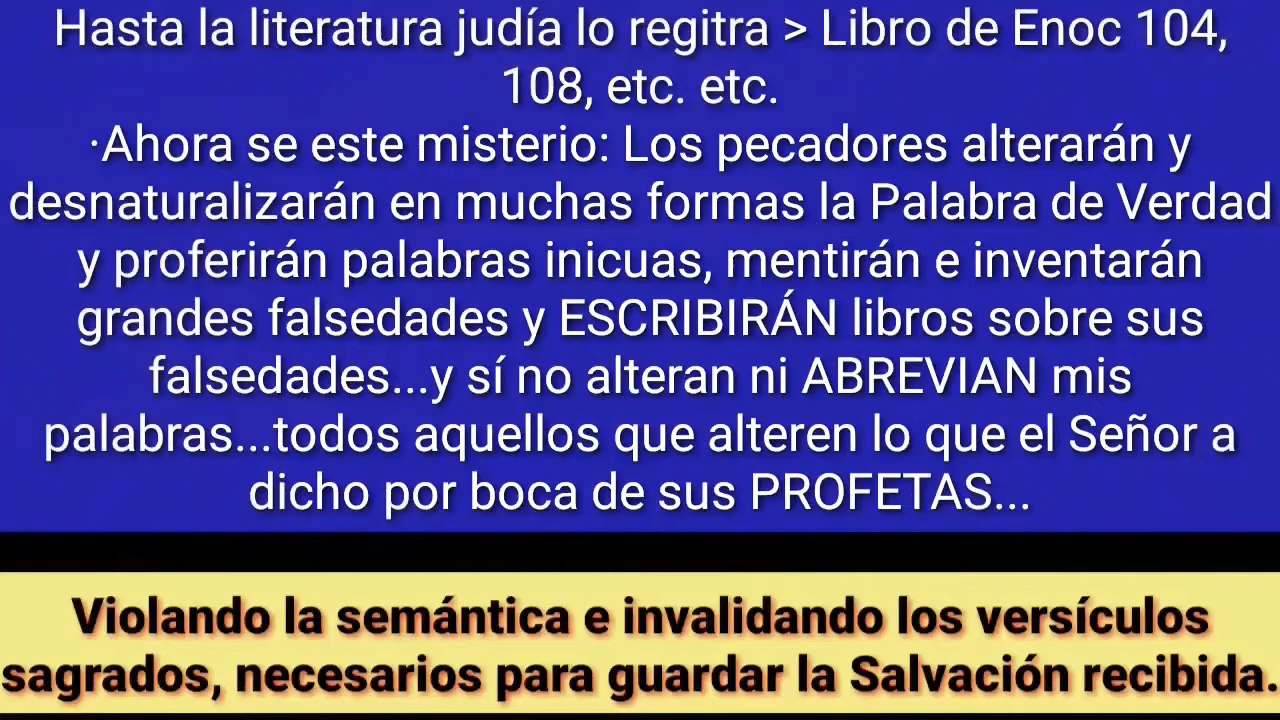 Hasta la literatura judía lo regitra > Libro de Enoc 104,
108, etc. etc.
·Ahora se este misterio: Los pecadores alterarán y
desnaturalizarán en muchas formas la Palabra de Verdad
y proferirán palabras inicuas, mentirán e inventarán
grandes falsedades y ESCRIBIRÁN libros sobre sus
falsedades...y sí no alteran ni ABREVIAN mis
palabras...todos aquellos que alteren lo que el Señor a
dicho por boca de sus PROFETAS...
Violando la semántica e invalidando los versículos
sagrados, necesarios para guardar la Salvación recibida.